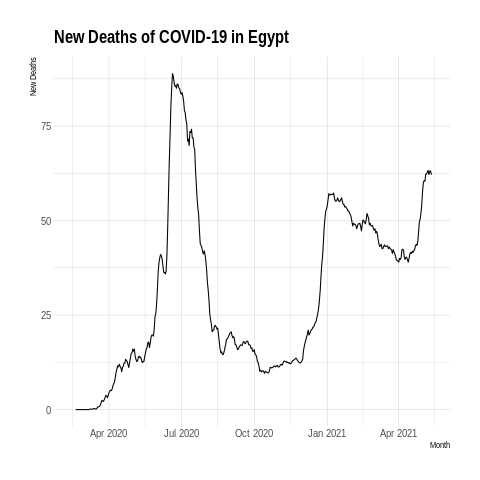 New Deaths of COVID-19 in Egypt
New Deaths
75
50
25
0
Apr 2020 Jul 2020 Oct 2020 Jan 2021 Apr 2021
Month